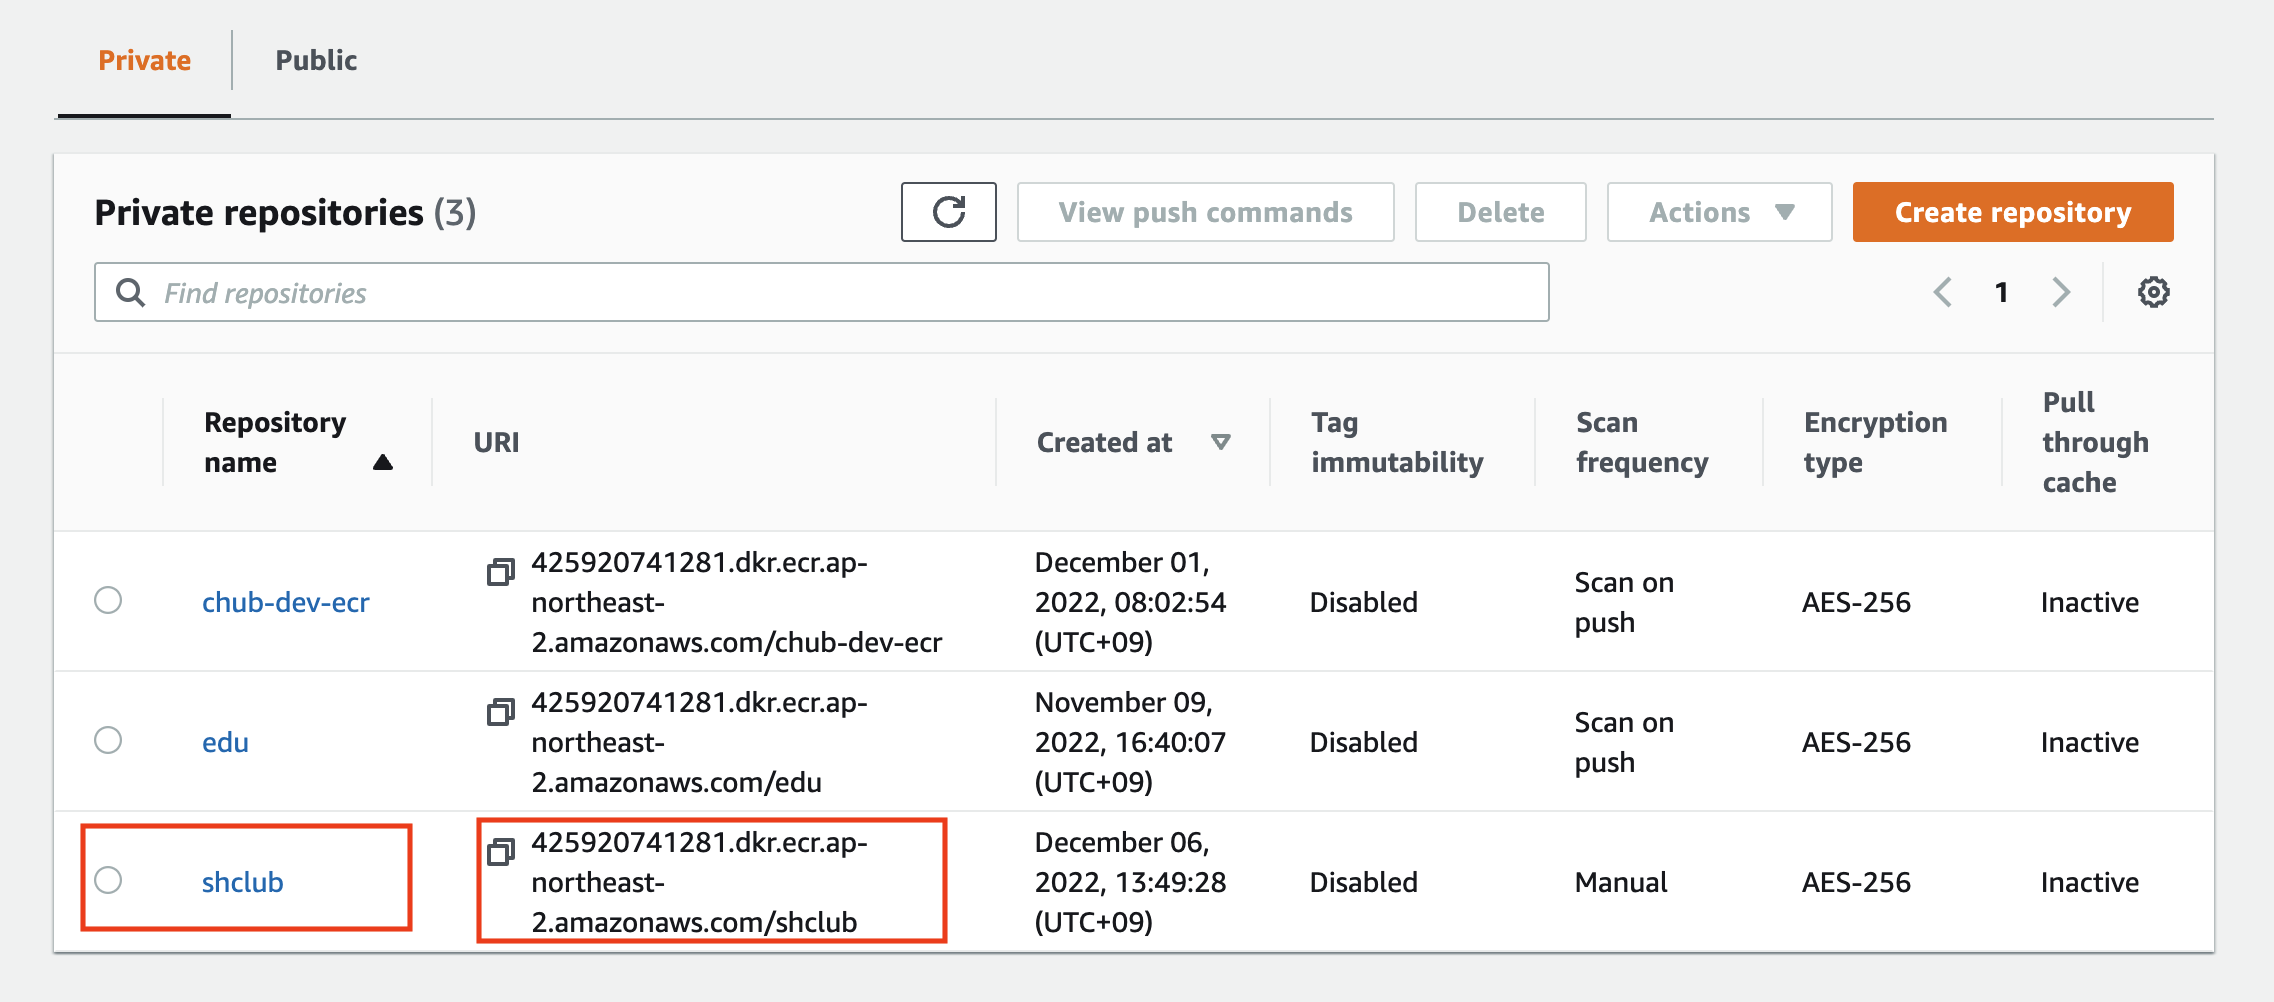 Private
Public
Private repositories (3)
View push commands
Delete
Actions
Create repository
Find repositories
1
Repository
name
URI
Created at
Tag
immutability
Scan
frequency
Encryption
type
Pull
through
cache
chub-dev-ecr
425920741281.dkr.ecr.ap-
northeast-
2.amazonaws.com/chub-dev-ecr
December 01,
2022, 08:02:54
(UTC+09)
Disabled
Scan on
push
AES-256
Inactive
edu
425920741281.dkr.ecr.ap-
northeast-
2.amazonaws.com/edu
November 09,
2022, 16:40:07
(UTC+09)
Disabled
Scan on
push
AES-256
Inactive
shclub
425920741281.dkr.ecr.ap-
northeast-
2.amazonaws.com/shclub
December 06,
2022, 13:49:28
(UTC+09)
Disabled
Manual
AES-256
Inactive